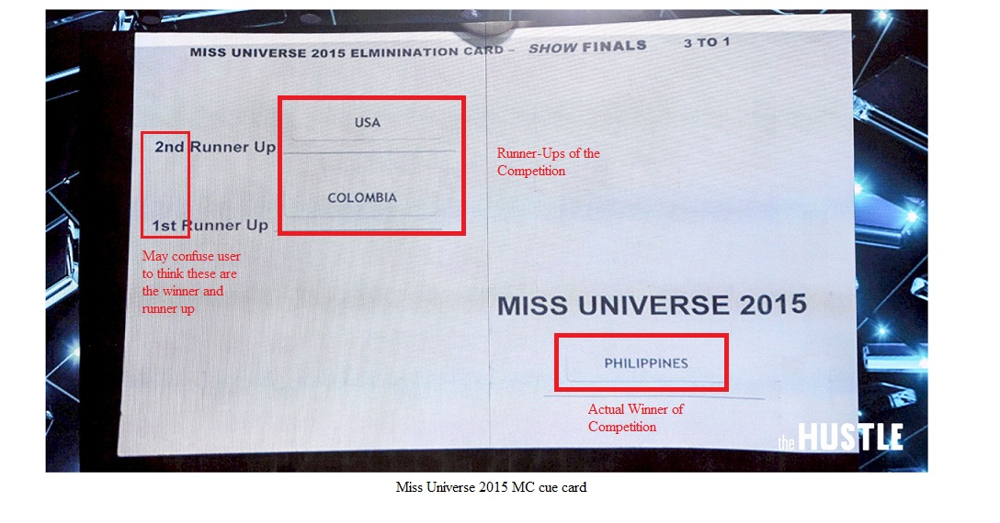 MISS UNIVERSE 2015 ELMININATION CARD – SHOW FINALS 3 TO 1
USA
2nd Runner Up
COLOMBIA
1st Runner Up
May confuse user
to think these are
the winner and
runner up
Runner-Ups of the
Competition
MISS UNIVERSE 2015
PHILIPPINES
Actual Winner of
Competition
the HUSTLE
Miss Universe 2015 MC cue card